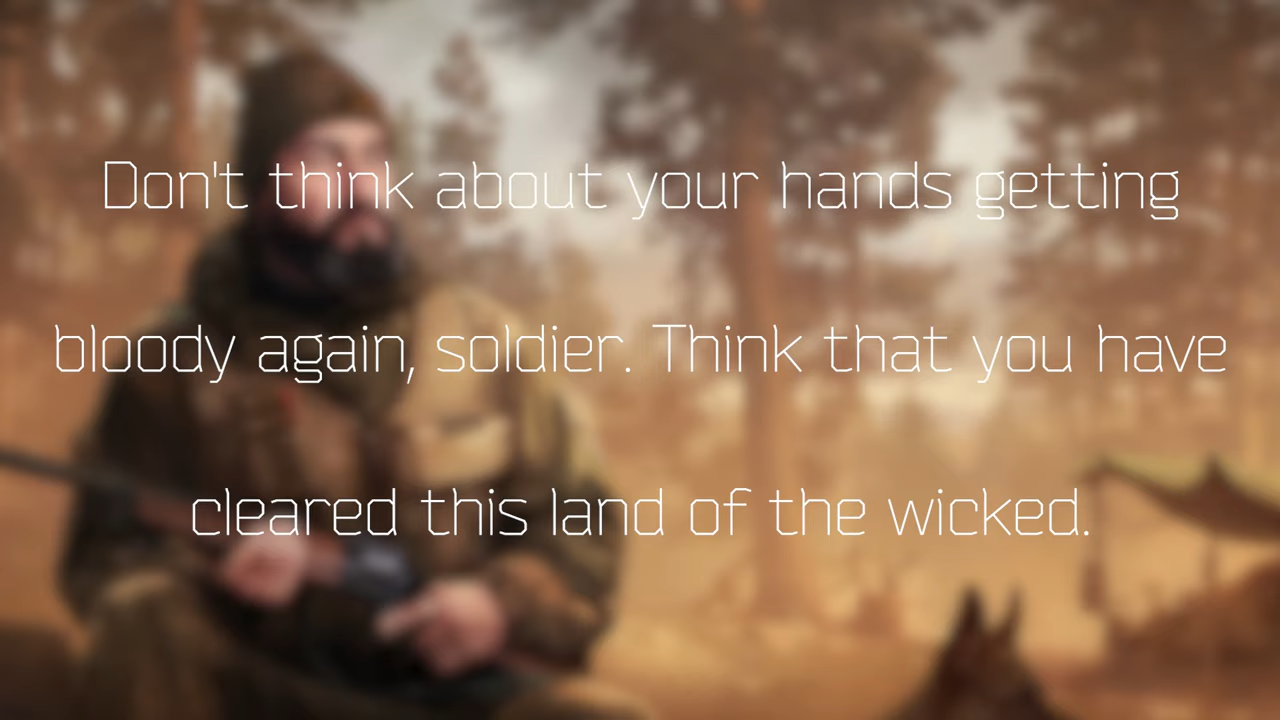 Don't think about your hands getting
bloody again, soldier. Think that you have
cleared this land of the wicked.